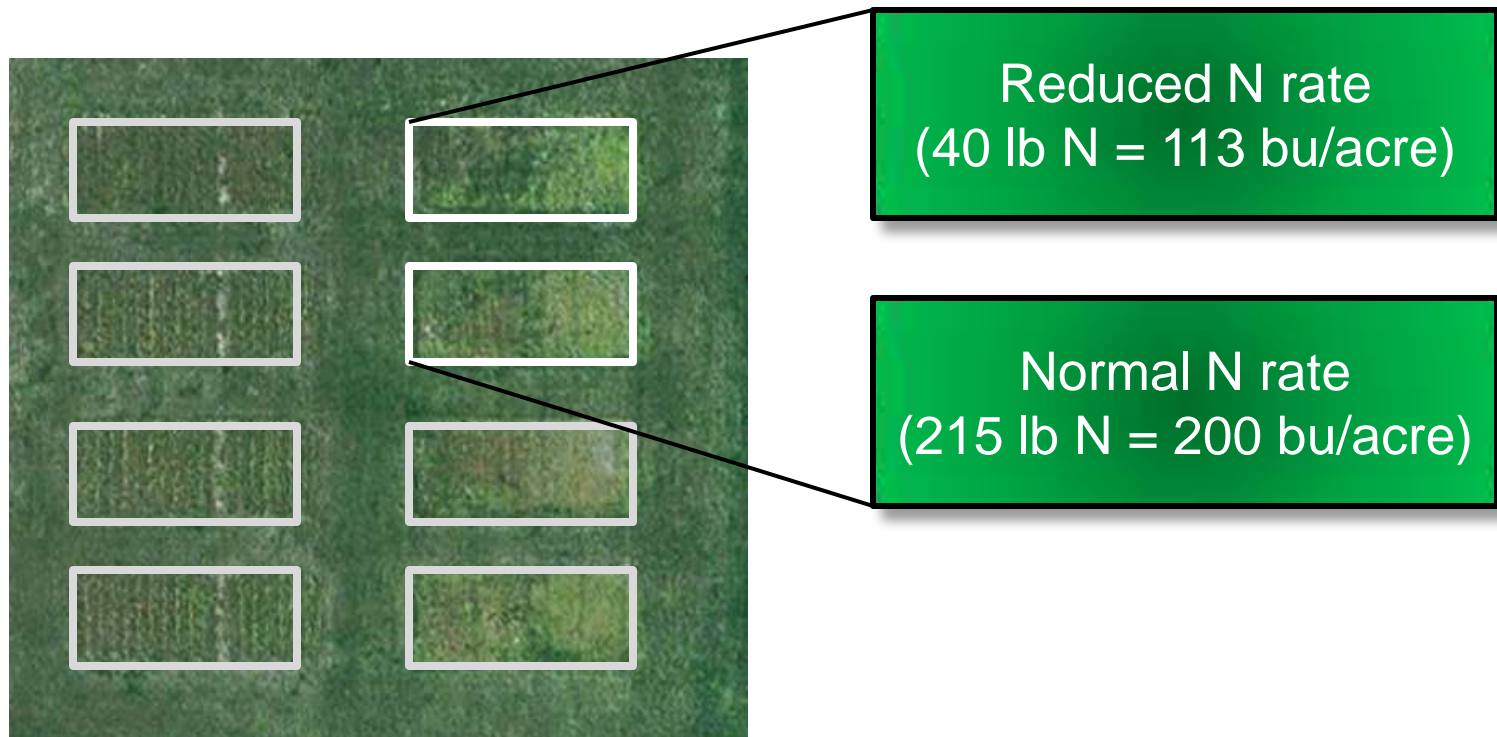 Reduced N rate
(40 lb N = 113 bu/acre)
Normal N rate
(215 lb N = 200 bu/acre)